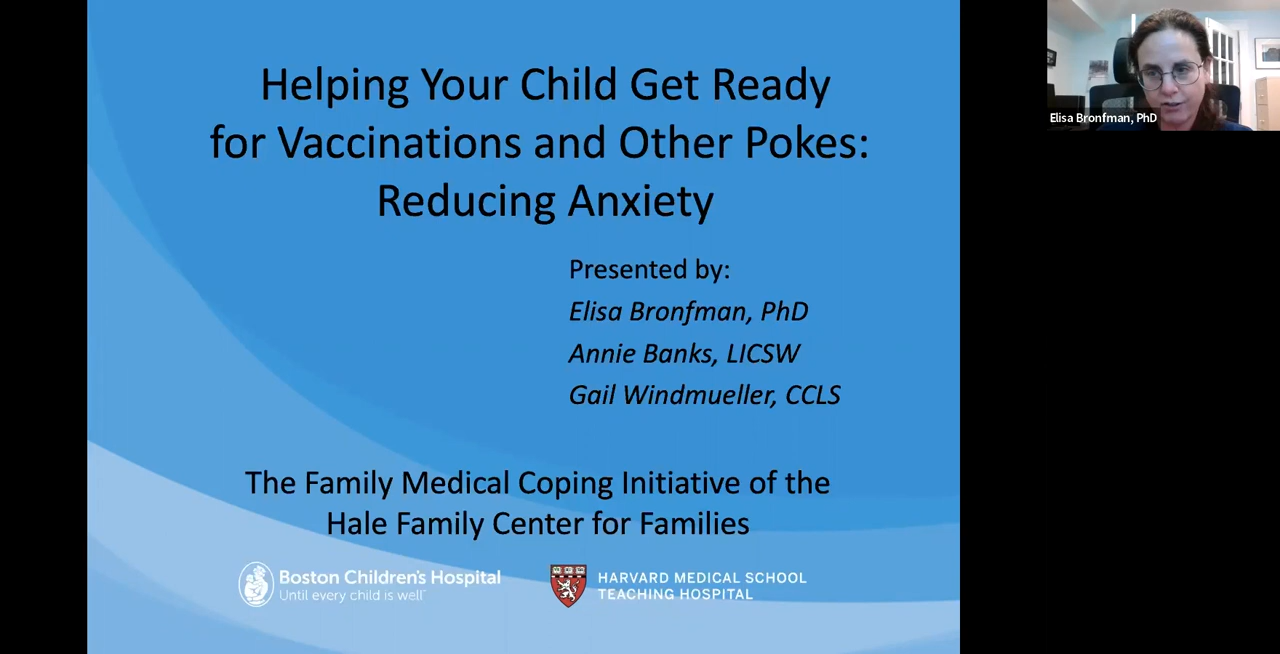 Helping Your Child Get Ready
for Vaccinations and Other Pokes:
Reducing Anxiety
Presented by:
Elisa Bronfman, PhD
Annie Banks, LICSW
Gail Windmueller, CCLS
The Family Medical Coping Initiative of the
Hale Family Center for Families
Boston Children's Hospital
Until every child is well™
HARVARD MEDICAL SCHOOL
TEACHING HOSPITAL
Elisa Bronfman, PhD